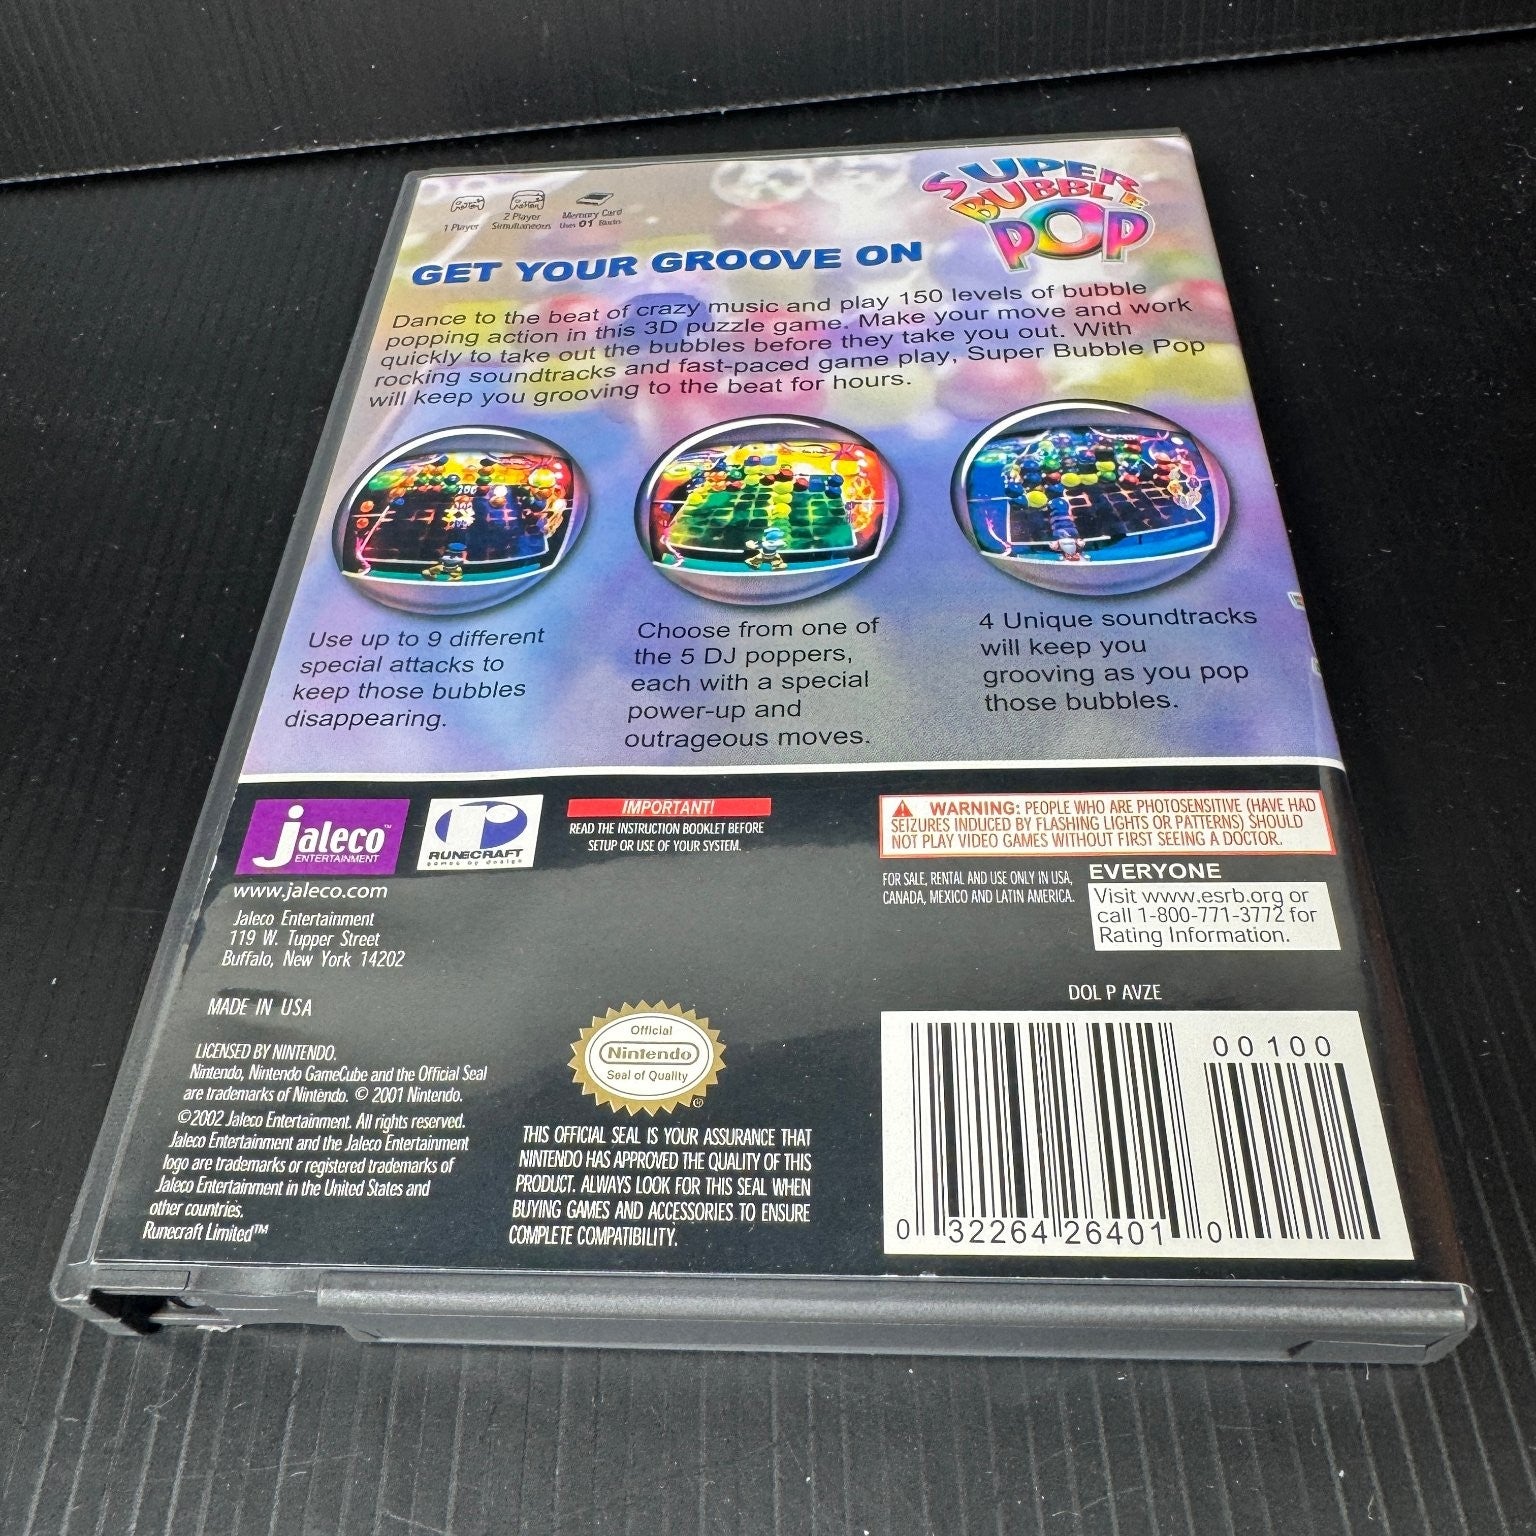 SUPER
BUBBLE
POP
1 Player
2 Player
Simultaneous
Memory Card
Uses 01 Blocks
GET YOUR GROOVE ON
Dance to the beat of crazy music and play 150 levels of bubble
popping action in this 3D puzzle game. Make your move and work
quickly to take out the bubbles before they take you out. With
rocking soundtracks and fast-paced game play, Super Bubble Pop
will keep you grooving to the beat for hours.
Use up to 9 different
special attacks to
keep those bubbles
disappearing.
Choose from one of
the 5 DJ poppers,
each with a special
power-up and
outrageous moves.
4 Unique soundtracks
will keep you
grooving as you pop
those bubbles.
jaleco™
ENTERTAINMENT
RUNECRAFT
games by design
IMPORTANT!
READ THE INSTRUCTION BOOKLET BEFORE
SETUP OR USE OF YOUR SYSTEM.
WARNING: PEOPLE WHO ARE PHOTOSENSITIVE (HAVE HAD
SEIZURES INDUCED BY FLASHING LIGHTS OR PATTERNS) SHOULD
NOT PLAY VIDEO GAMES WITHOUT FIRST SEEING A DOCTOR.
FOR SALE, RENTAL AND USE ONLY IN USA,
CANADA, MEXICO AND LATIN AMERICA.
EVERYONE
Visit www.esrb.org or
call 1-800-771-3772 for
Rating Information.
www.jaleco.com
Jaleco Entertainment
119 W. Tupper Street
Buffalo, New York 14202
MADE IN USA
LICENSED BY NINTENDO.
Nintendo, Nintendo GameCube and the Official Seal
are trademarks of Nintendo. © 2001 Nintendo.
©2002 Jaleco Entertainment. All rights reserved.
Jaleco Entertainment and the Jaleco Entertainment
logo are trademarks or registered trademarks of
Jaleco Entertainment in the United States and
other countries.
Runecraft Limited™
Official
Nintendo
Seal of Quality
THIS OFFICIAL SEAL IS YOUR ASSURANCE THAT
NINTENDO HAS APPROVED THE QUALITY OF THIS
PRODUCT. ALWAYS LOOK FOR THIS SEAL WHEN
BUYING GAMES AND ACCESSORIES TO ENSURE
COMPLETE COMPATIBILITY.
DOL P AVZE
00100
0 32264 26401 0